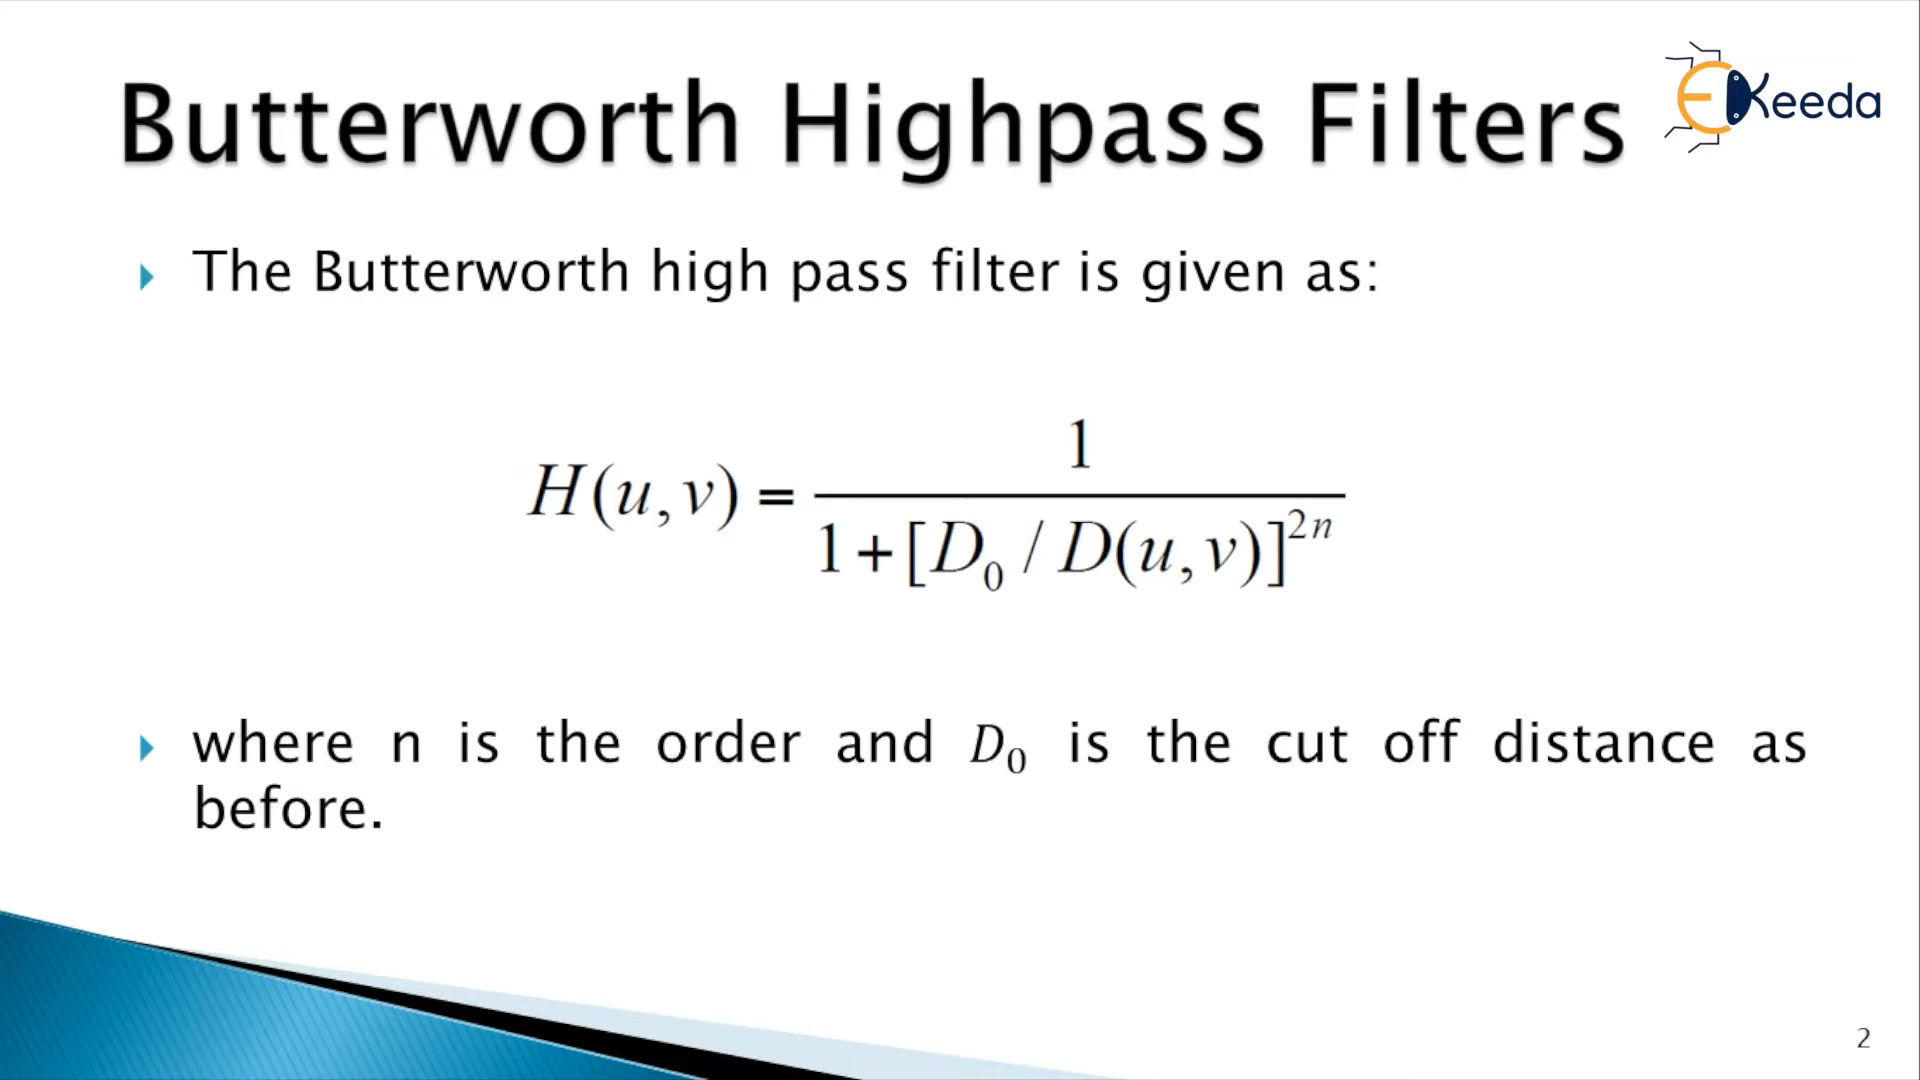 Butterworth Highpass Filters
EKeeda
The Butterworth high pass filter is given as:
H(u,v) = 1 / (1+[D₀ / D(u,v)]²ⁿ)
where n is the order and D₀ is the cut off distance as
before.
2